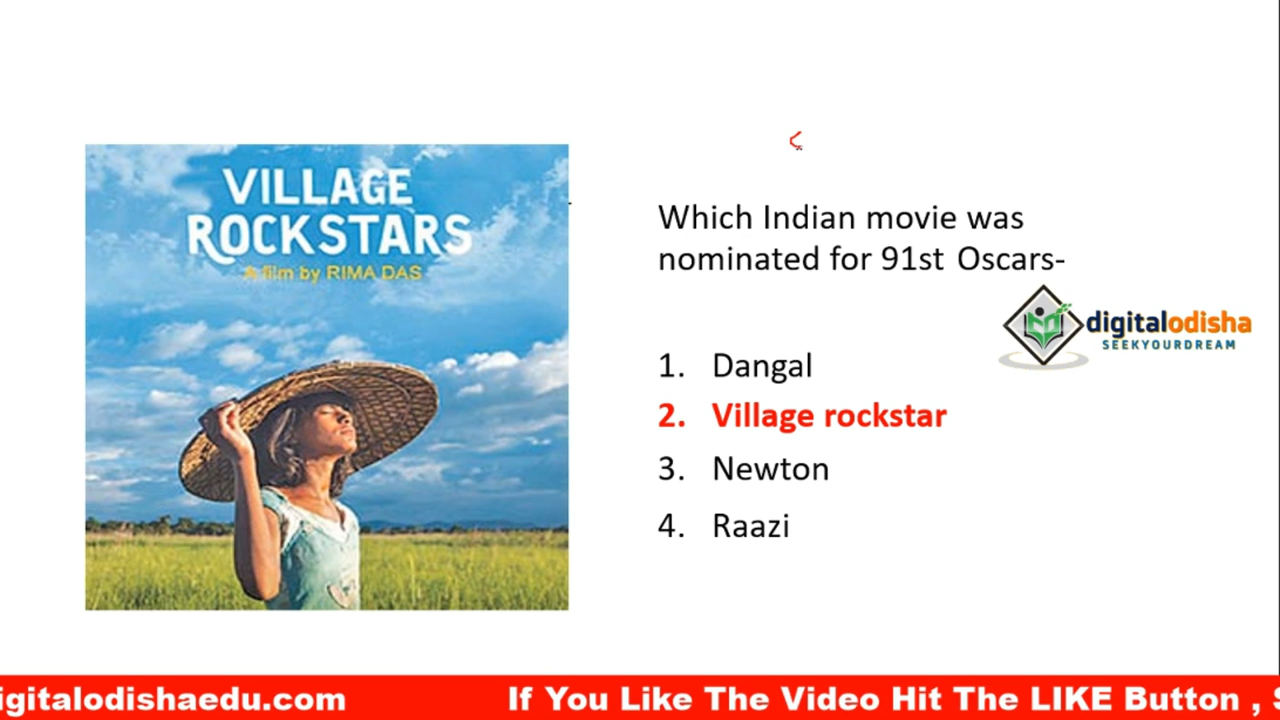 VILLAGE
ROCKSTARS
A film by RIMA DAS
Which Indian movie was
nominated for 91st Oscars-
digitalodisha
SEEKYOURDREAM
1. Dangal
2. Village rockstar
3. Newton
4. Raazi
igitalodishaedu.com If You Like The Video Hit The LIKE Button , S